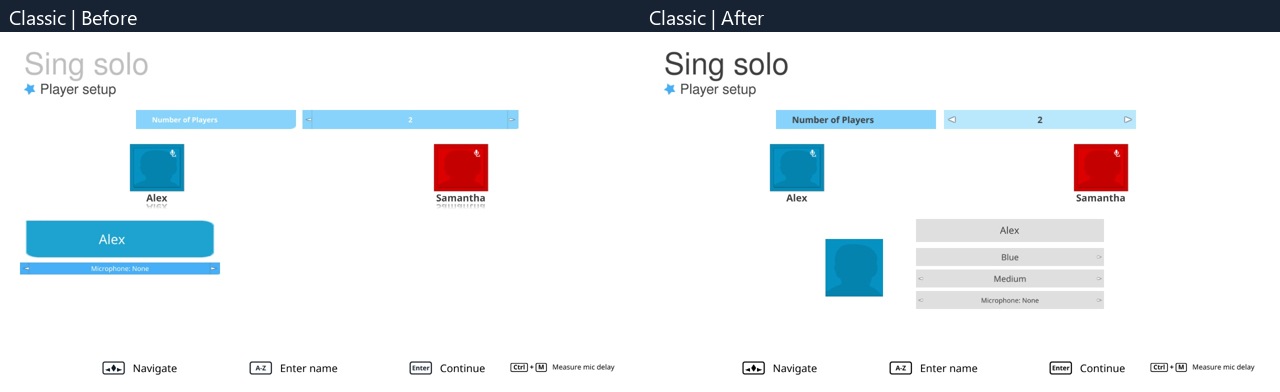 Classic | Before
Sing solo
Player setup
Number of Players
2
Alex
Samantha
Alex
Microphone: None
Navigate
A-Z
Enter name
Enter
Continue
Ctrl + M
Measure mic delay
Classic | After
Sing solo
Player setup
Number of Players
2
Alex
Samantha
Alex
Blue
Medium
Microphone: None
Navigate
A-Z
Enter name
Enter
Continue
Ctrl + M
Measure mic delay